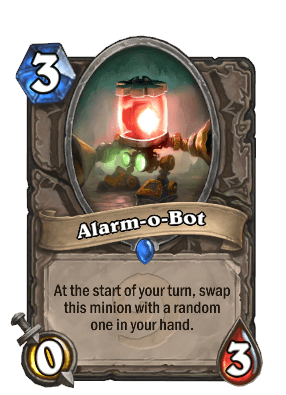 3
Alarm-o-Bot
At the start of your turn, swap
this minion with a random
one in your hand.
0
3